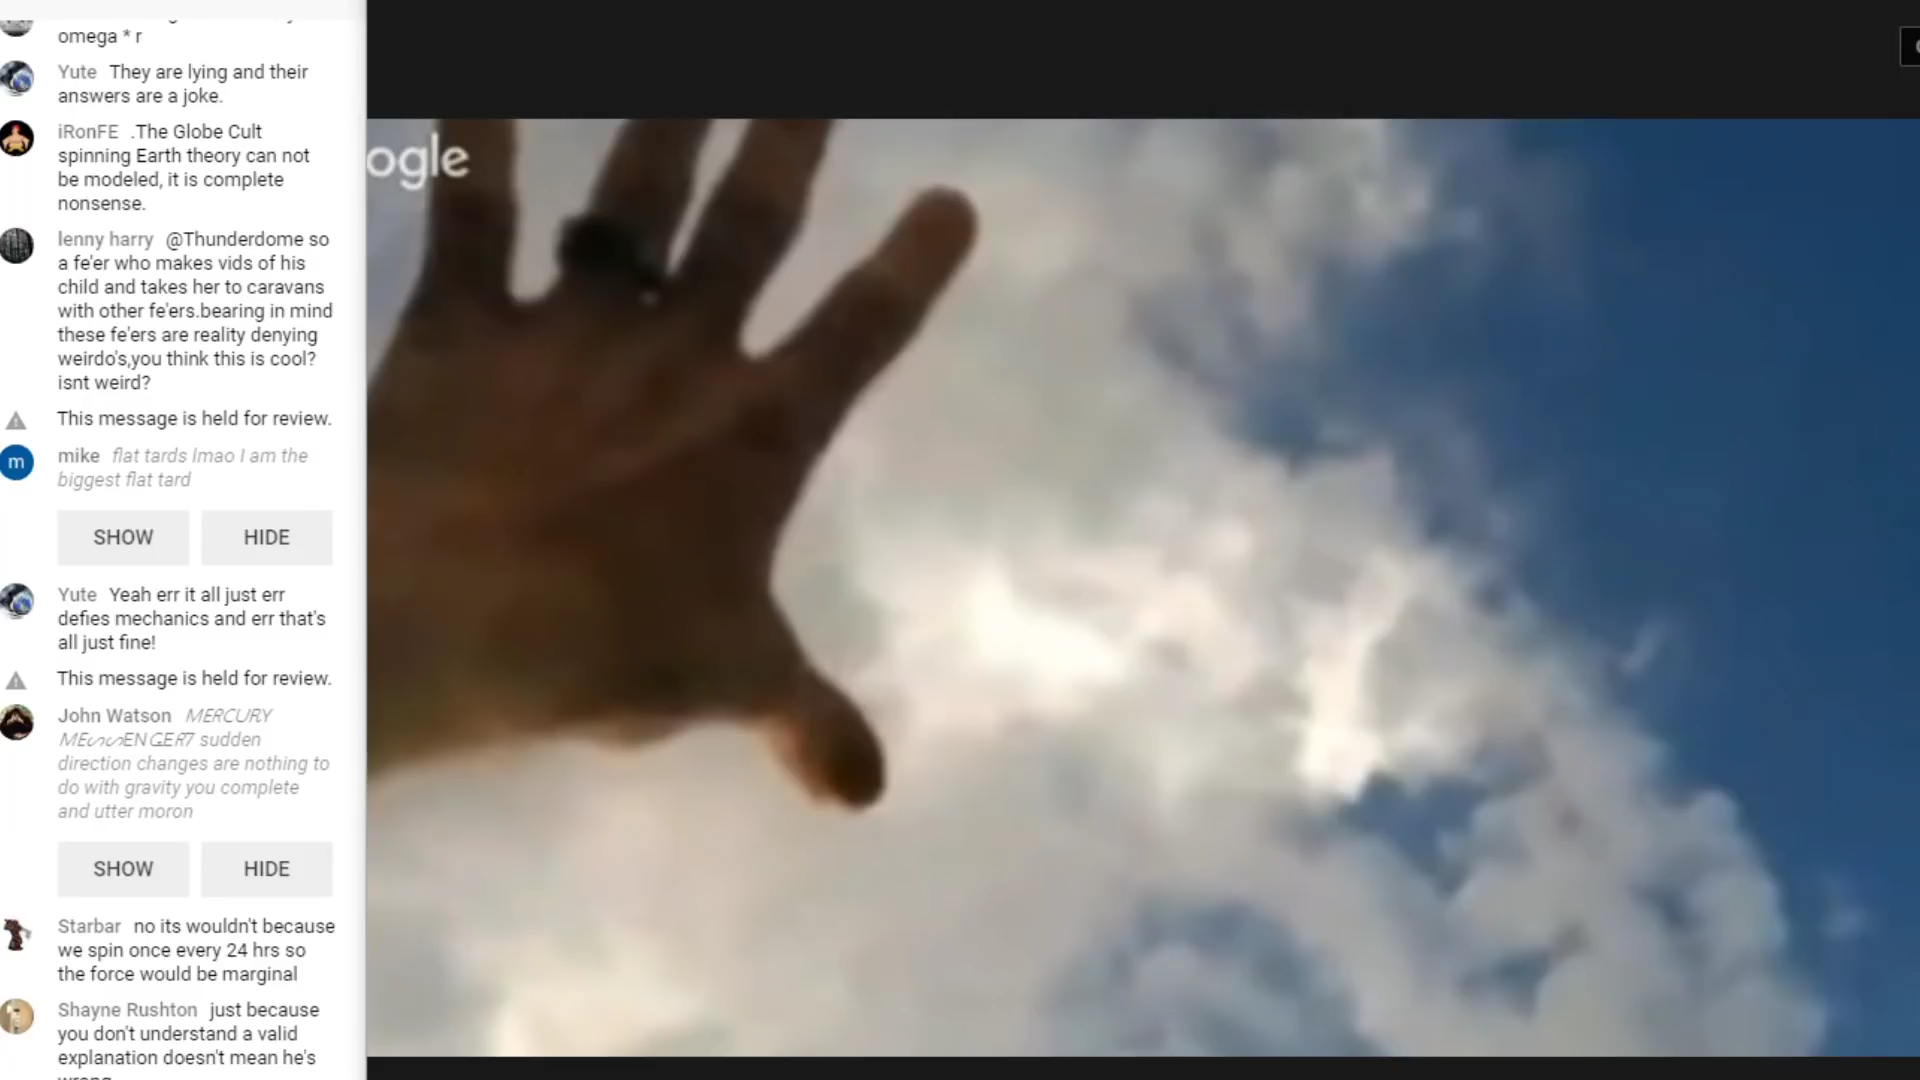 omega * r
Yute They are lying and their
answers are a joke.
iRonFE .The Globe Cult
spinning Earth theory can not
be modeled, it is complete
nonsense.
lenny harry @Thunderdome so
a fe'er who makes vids of his
child and takes her to caravans
with other fe'ers.bearing in mind
these fe'ers are reality denying
weirdo's,you think this is cool?
isnt weird?
This message is held for review.
m
mike flat tards lmao I am the
biggest flat tard
SHOW HIDE
Yute Yeah err it all just err
defies mechanics and err that's
all just fine!
This message is held for review.
John Watson MERCURY
MEᔕᔕENGER7 sudden
direction changes are nothing to
do with gravity you complete
and utter moron
SHOW HIDE
Starbar no its wouldn't because
we spin once every 24 hrs so
the force would be marginal
Shayne Rushton just because
you don't understand a valid
explanation doesn't mean he's
ogle